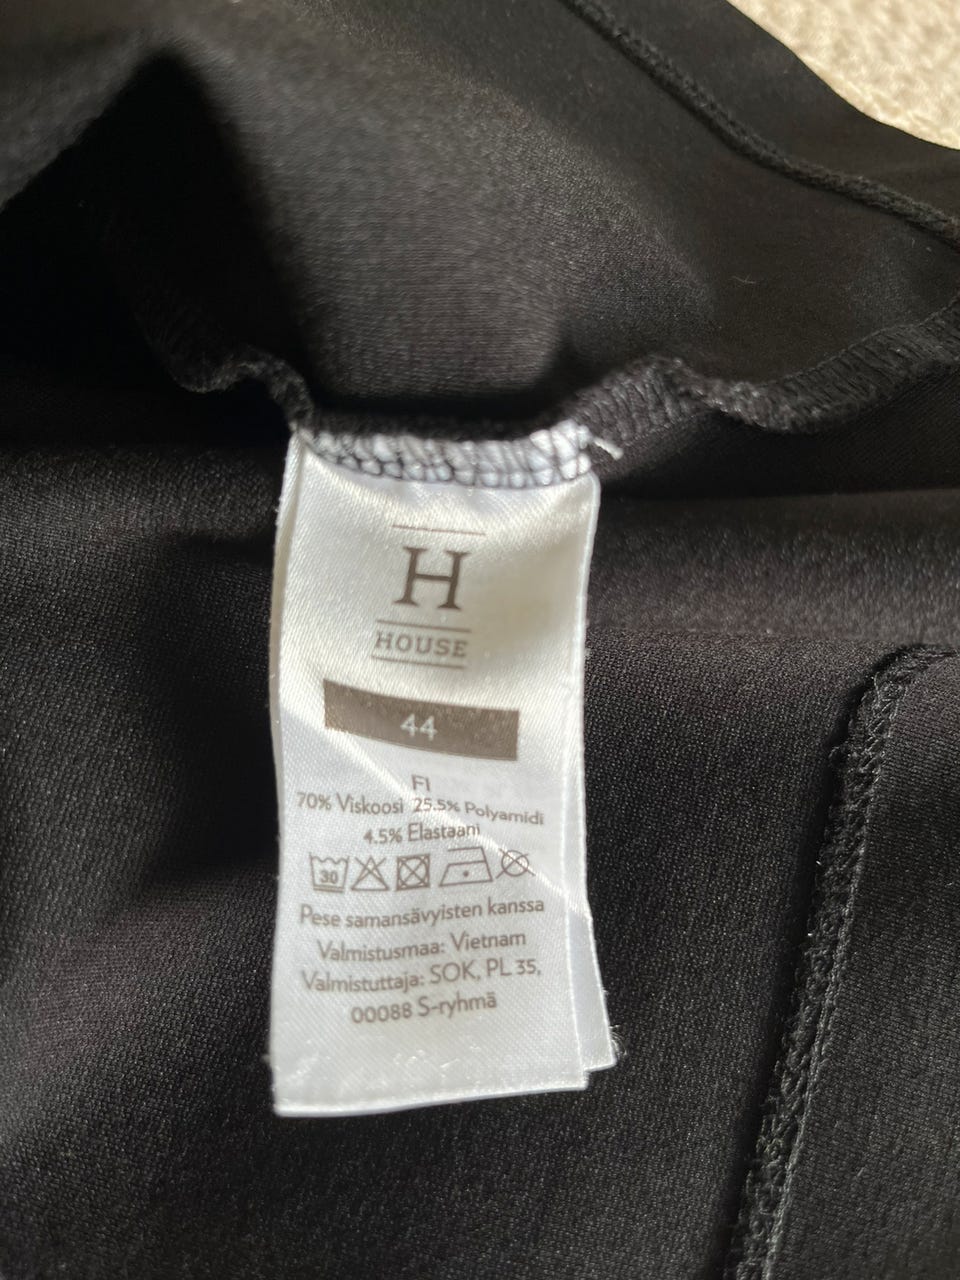 H
HOUSE
44
FI
70% Viskoosi 25.5% Polyamidi
4.5% Elastaani
30
Pese samansävyisten kanssa
Valmistusmaa: Vietnam
Valmistuttaja: SOK, PL 35,
00088 S-ryhmä